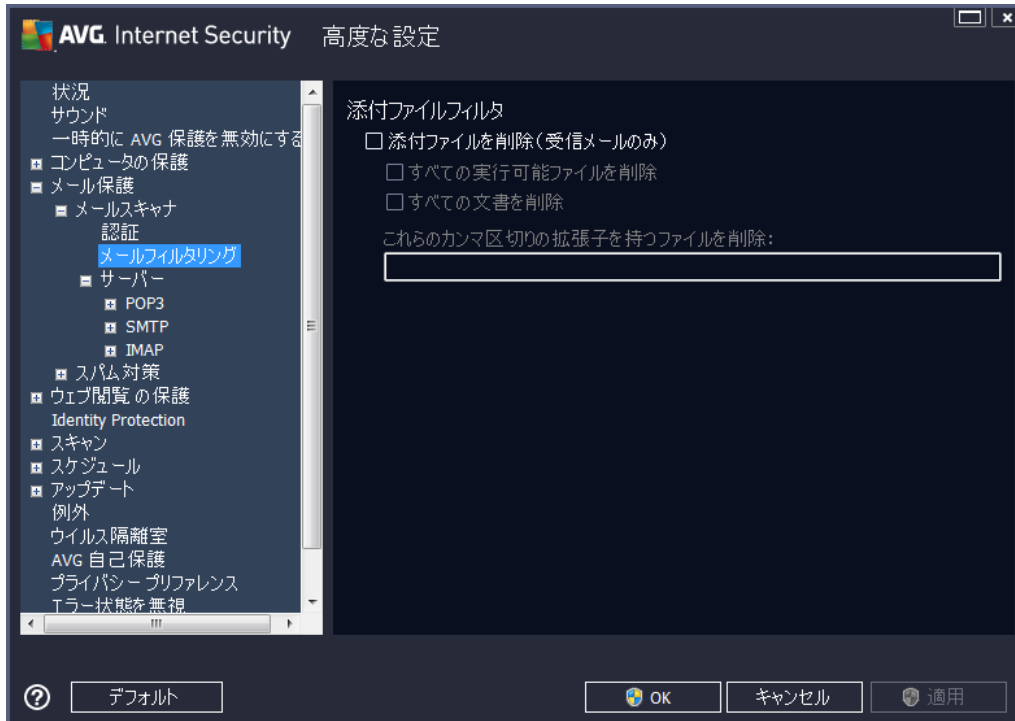 AVG. Internet Security 高度な設定
状況
サウンド
一時的に AVG 保護を無効にする
コンピュータの保護
メール保護
メールスキャナ
認証
メールフィルタリング
サーバー
POP3
SMTP
IMAP
スパム対策
ウェブ閲覧 の保護
Identity Protection
スキャン
スケジュール
アップデート
例外
ウイルス隔離室
AVG 自己保護
プライバシー プリファレンス
エラー状態を無視
添付ファイルフィルタ
添付ファイルを削除(受信メールのみ)
すべての実行可能ファイルを削除
すべての文書を削除
これらのカンマ区切りの拡張子を持つファイルを削除:
デフォルト
OK
キャンセル
適用